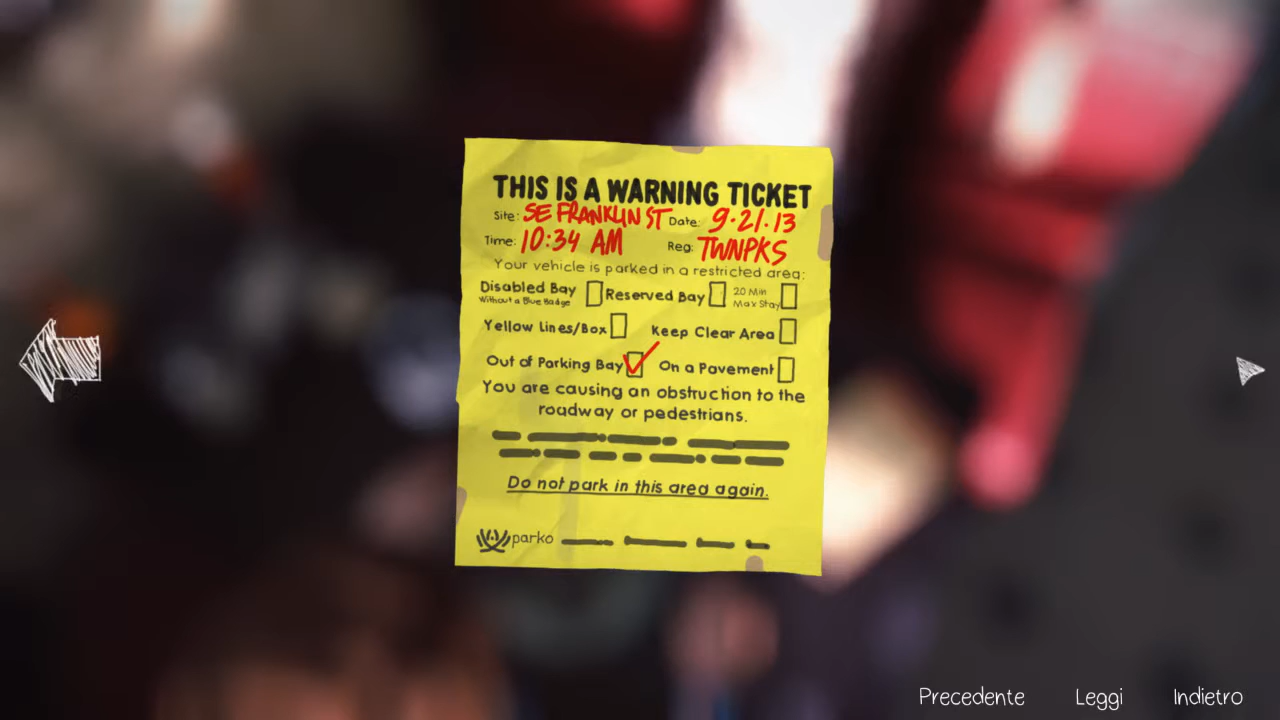 THIS IS A WARNING TICKET
Site: SE FRANKLIN ST Date: 9.21.13
Time: 10:34 AM Reg: TWNPKS
Your vehicle is parked in a restricted area:
Disabled Bay Reserved Bay 20 Min
Without a Blue Badge Max Stay
Yellow Lines/Box Keep Clear Area
Out of Parking Bay On a Pavement
You are causing an obstruction to the
roadway or pedestrians.
Do not park in this area again.
parko
Precedente Leggi Indietro